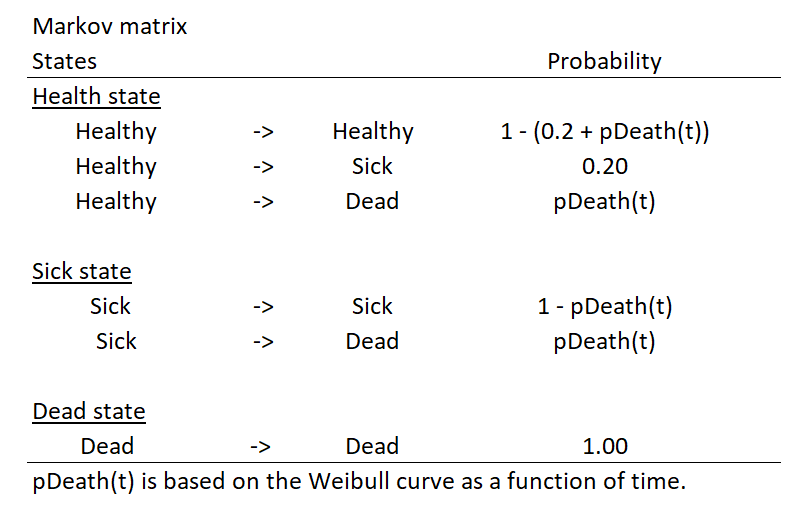 Markov matrix
States Probability
Health state
Healthy -> Healthy 1 - (0.2 + pDeath(t))
Healthy -> Sick 0.20
Healthy -> Dead pDeath(t)
Sick state
Sick -> Sick 1 - pDeath(t)
Sick -> Dead pDeath(t)
Dead state
Dead -> Dead 1.00
pDeath(t) is based on the Weibull curve as a function of time.